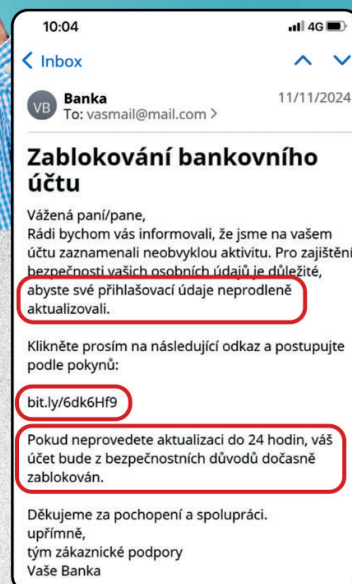 10:04
4G
Inbox
VB
Banka
11/11/2024
To: vasmail@mail.com >
Zablokování bankovního
účtu
Vážená paní/pane,
Rádi bychom vás informovali, že jsme na vašem
účtu zaznamenali neobvyklou aktivitu. Pro zajištění
bezpečnosti vašich osobních údajů je důležité,
abyste své přihlašovací údaje neprodleně
aktualizovali.
Klikněte prosím na následující odkaz a postupujte
podle pokynů:
bit.ly/6dk6Hf9
Pokud neprovedete aktualizaci do 24 hodin, váš
účet bude z bezpečnostních důvodů dočasně
zablokován.
Děkujeme za pochopení a spolupráci.
upřímně,
tým zákaznické podpory
Vaše Banka